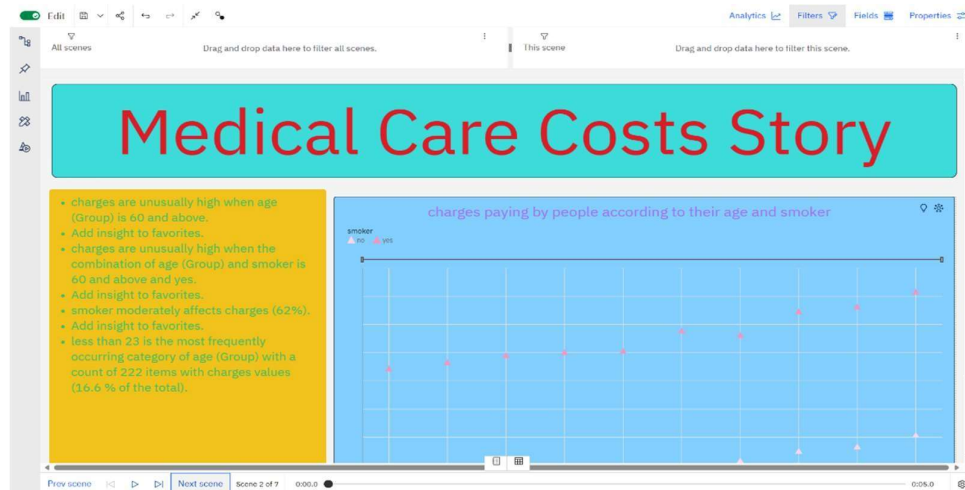 Edit
Analytics
Filters
Fields
Properties
All scenes
Drag and drop data here to filter all scenes.
This scene
Drag and drop data here to filter this scene.
Medical Care Costs Story
• charges are unusually high when age
(Group) is 60 and above.
• Add insight to favorites.
• charges are unusually high when the
combination of age (Group) and smoker is
60 and above and yes.
• Add insight to favorites.
• smoker moderately affects charges (62%).
• Add insight to favorites.
• less than 23 is the most frequently
occurring category of age (Group) with a
count of 222 items with charges values
(16.6 % of the total).
charges paying by people according to their age and smoker
smoker
no yes
Prev scene
Next scene
Scene 2 of 7
0:00.0
0:05.0